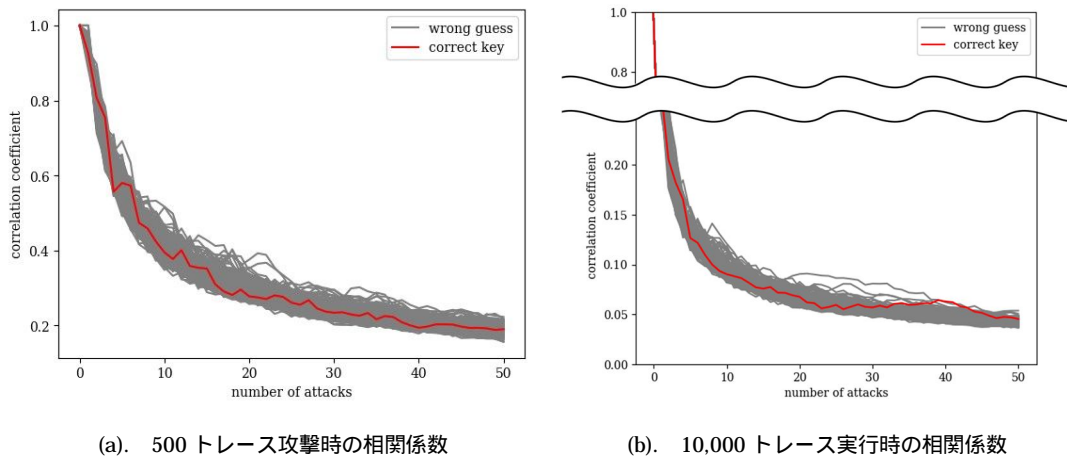 1.0
0.8
0.6
0.4
0.2
correlation coefficient
0
10
20
30
40
50
number of attacks
wrong guess
correct key
(a). 500 トレース攻撃時の相関係数
1.0
0.8
0.20
0.15
0.10
0.05
0.00
correlation coefficient
0
10
20
30
40
50
number of attacks
wrong guess
correct key
(b). 10,000 トレース実行時の相関係数